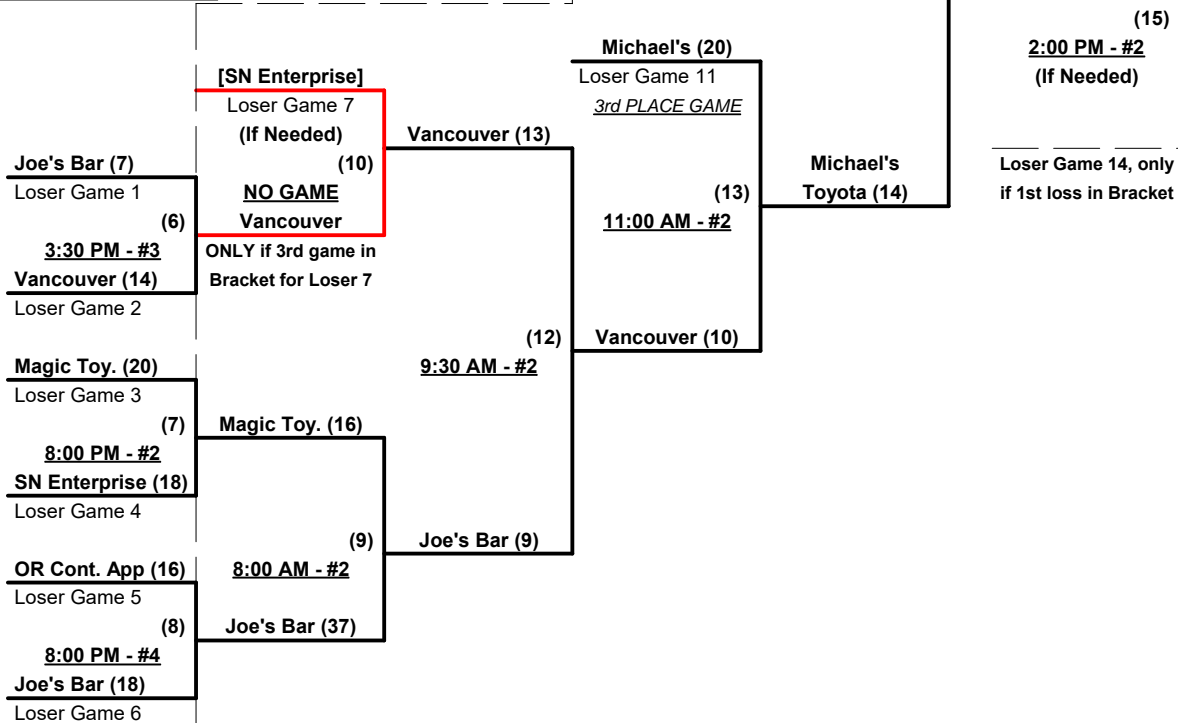 (15)
2:00 PM - #2
(If Needed)
Loser Game 14, only
if 1st loss in Bracket
Michael's (20)
Loser Game 11
3rd PLACE GAME
(13)
11:00 AM - #2
Michael's
Toyota (14)
[SN Enterprise]
Loser Game 7
(If Needed)
(10)
NO GAME
Vancouver
ONLY if 3rd game in
Bracket for Loser 7
Vancouver (13)
Joe's Bar (7)
Loser Game 1
(6)
3:30 PM - #3
Vancouver (14)
Loser Game 2
(12)
9:30 AM - #2
Vancouver (10)
Magic Toy. (20)
Loser Game 3
(7)
8:00 PM - #2
SN Enterprise (18)
Loser Game 4
Magic Toy. (16)
(9)
8:00 AM - #2
Joe's Bar (9)
OR Cont. App (16)
Loser Game 5
(8)
8:00 PM - #4
Joe's Bar (18)
Loser Game 6
Joe's Bar (37)